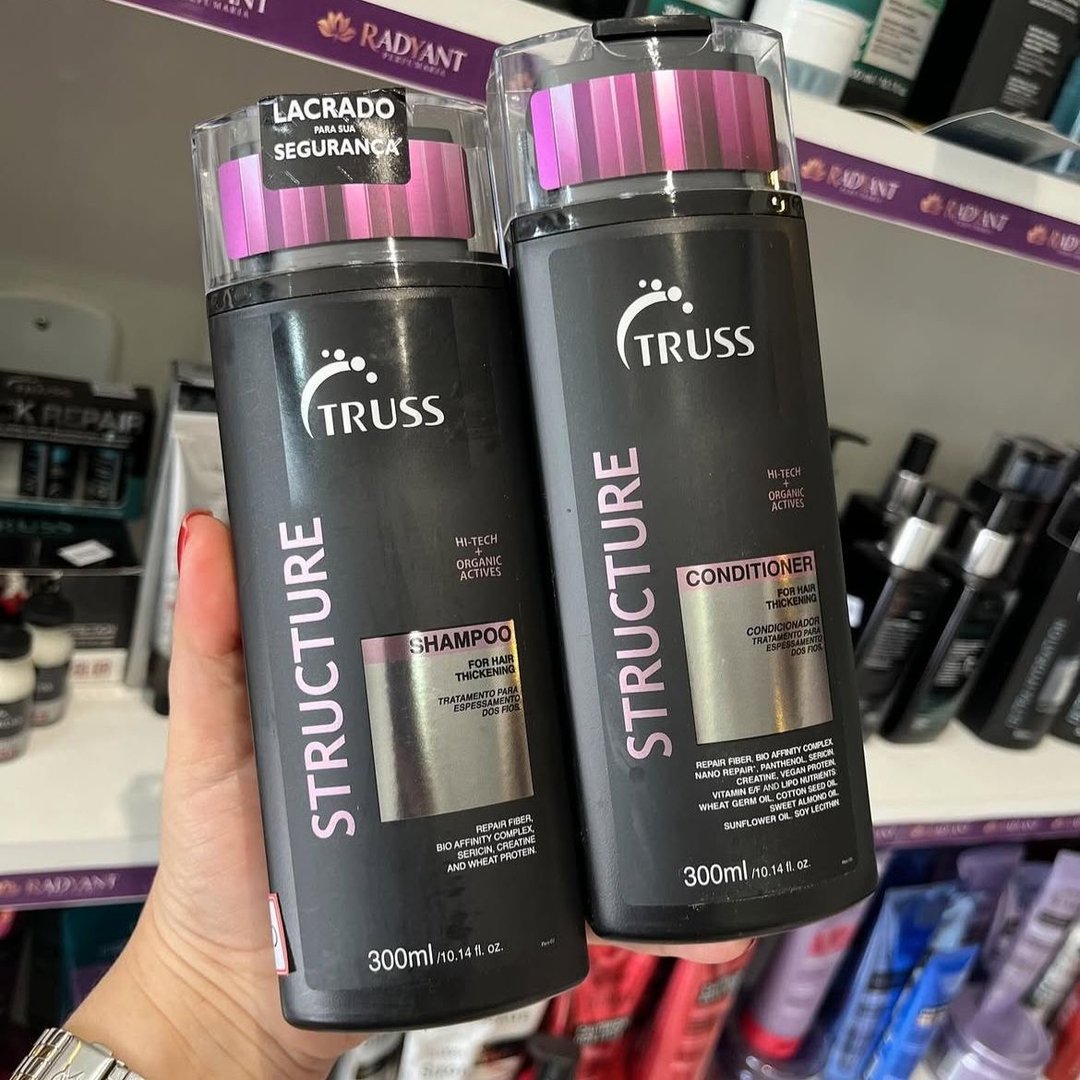 RADYANT
PERFUMARIA
RADYANT
RADYANT
LACRADO
PARA SUA
SEGURANÇA
TRUSS
STRUCTURE
HI-TECH
+
ORGANIC
ACTIVES
SHAMPOO
FOR HAIR
THICKENING
TRATAMENTO PARA
ESPESSAMENTO
DOS FIOS.
REPAIR FIBER,
BIO AFFINITY COMPLEX,
SERICIN, CREATINE
AND WHEAT PROTEIN.
300ml /10.14 fl. oz.
TRUSS
STRUCTURE
HI-TECH
+
ORGANIC
ACTIVES
CONDITIONER
FOR HAIR
THICKENING
CONDICIONADOR
TRATAMENTO PARA
ESPESSAMENTO
DOS FIOS.
REPAIR FIBER, BIO AFFINITY COMPLEX,
NANO REPAIR*, PANTHENOL, SERICIN,
CREATINE, VEGAN PROTEIN,
VITAMIN E/F AND LIPO NUTRIENTS
WHEAT GERM OIL, COTTON SEED OIL,
SWEET ALMOND OIL,
SUNFLOWER OIL, SOY LECITHIN
300ml /10.14 fl. oz.
REPAIR
RADYANT